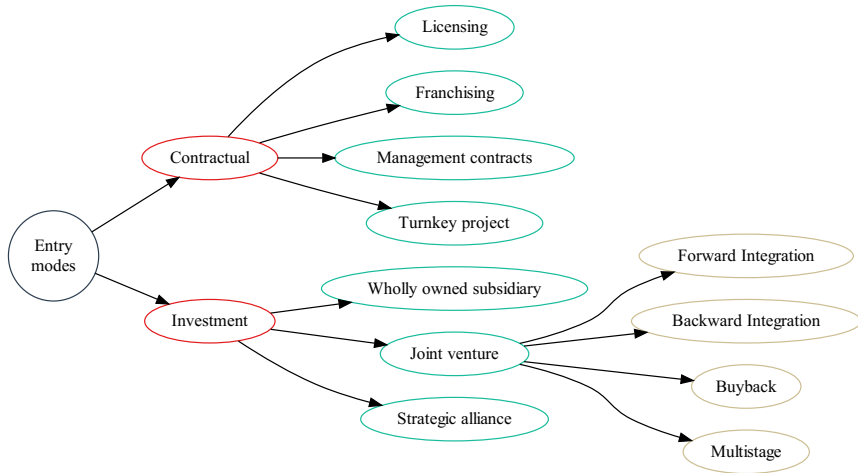 Entry
modes
Contractual
Investment
Licensing
Franchising
Management contracts
Turnkey project
Wholly owned subsidiary
Joint venture
Strategic alliance
Forward Integration
Backward Integration
Buyback
Multistage